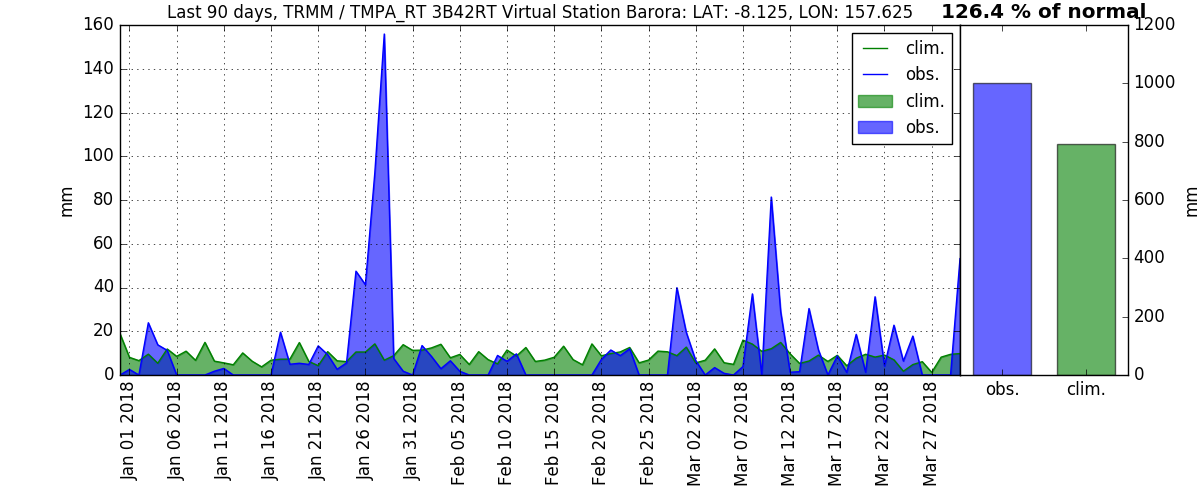 Last 90 days, TRMM / TMPA_RT 3B42RT Virtual Station Barora: LAT: -8.125, LON: 157.625
126.4 % of normal
160
140
120
100
80
60
40
20
0
mm
clim.
obs.
clim.
obs.
Jan 01 2018
Jan 06 2018
Jan 11 2018
Jan 16 2018
Jan 21 2018
Jan 26 2018
Jan 31 2018
Feb 05 2018
Feb 10 2018
Feb 15 2018
Feb 20 2018
Feb 25 2018
Mar 02 2018
Mar 07 2018
Mar 12 2018
Mar 17 2018
Mar 22 2018
Mar 27 2018
1200
1000
800
600
400
200
0
mm
obs.
clim.